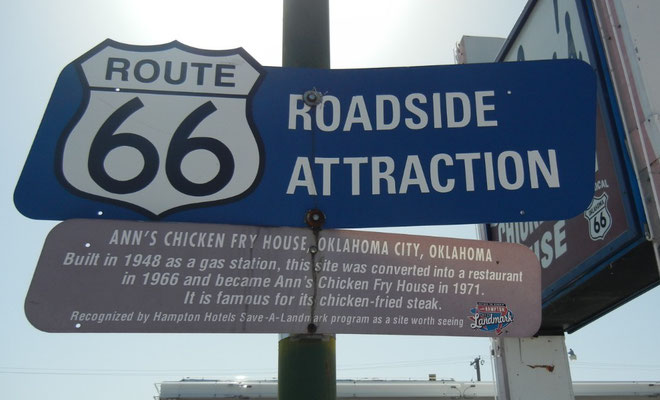 ROUTE
66
ROADSIDE
ATTRACTION
ANN'S CHICKEN FRY HOUSE, OKLAHOMA CITY, OKLAHOMA
Built in 1948 as a gas station, this site was converted into a restaurant
in 1966 and became Ann's Chicken Fry House in 1971.
It is famous for its chicken-fried steak.
Recognized by Hampton Hotels Save-A-Landmark program as a site worth seeing
Landmark